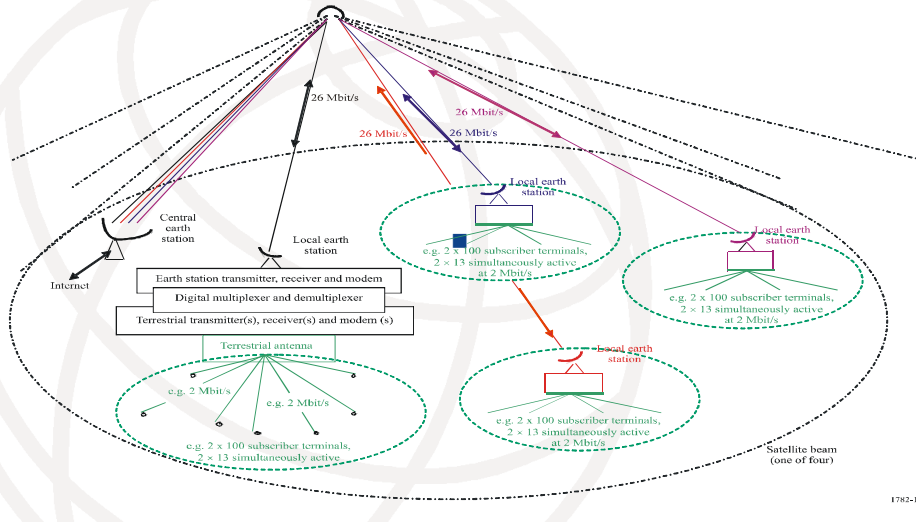 26 Mbit/s
26 Mbit/s
26 Mbit/s
26 Mbit/s
Central
earth
station
Internet
Local earth
station
Local earth
station
Local earth
station
Earth station transmitter, receiver and modem
Digital multiplexer and demultiplexer
Terrestrial transmitter(s), receiver(s) and modem (s)
Terrestrial antenna
e.g. 2 x 100 subscriber terminals,
2 × 13 simultaneously active
at 2 Mbit/s
e.g. 2 x 100 subscriber terminals,
2 × 13 simultaneously active
at 2 Mbit/s
Local earth
station
e.g. 2 Mbit/s
e.g. 2 Mbit/s
e.g. 2 x 100 subscriber terminals,
2 × 13 simultaneously active
e.g. 2 x 100 subscriber terminals,
2 × 13 simultaneously active
at 2 Mbit/s
Satellite beam
(one of four)